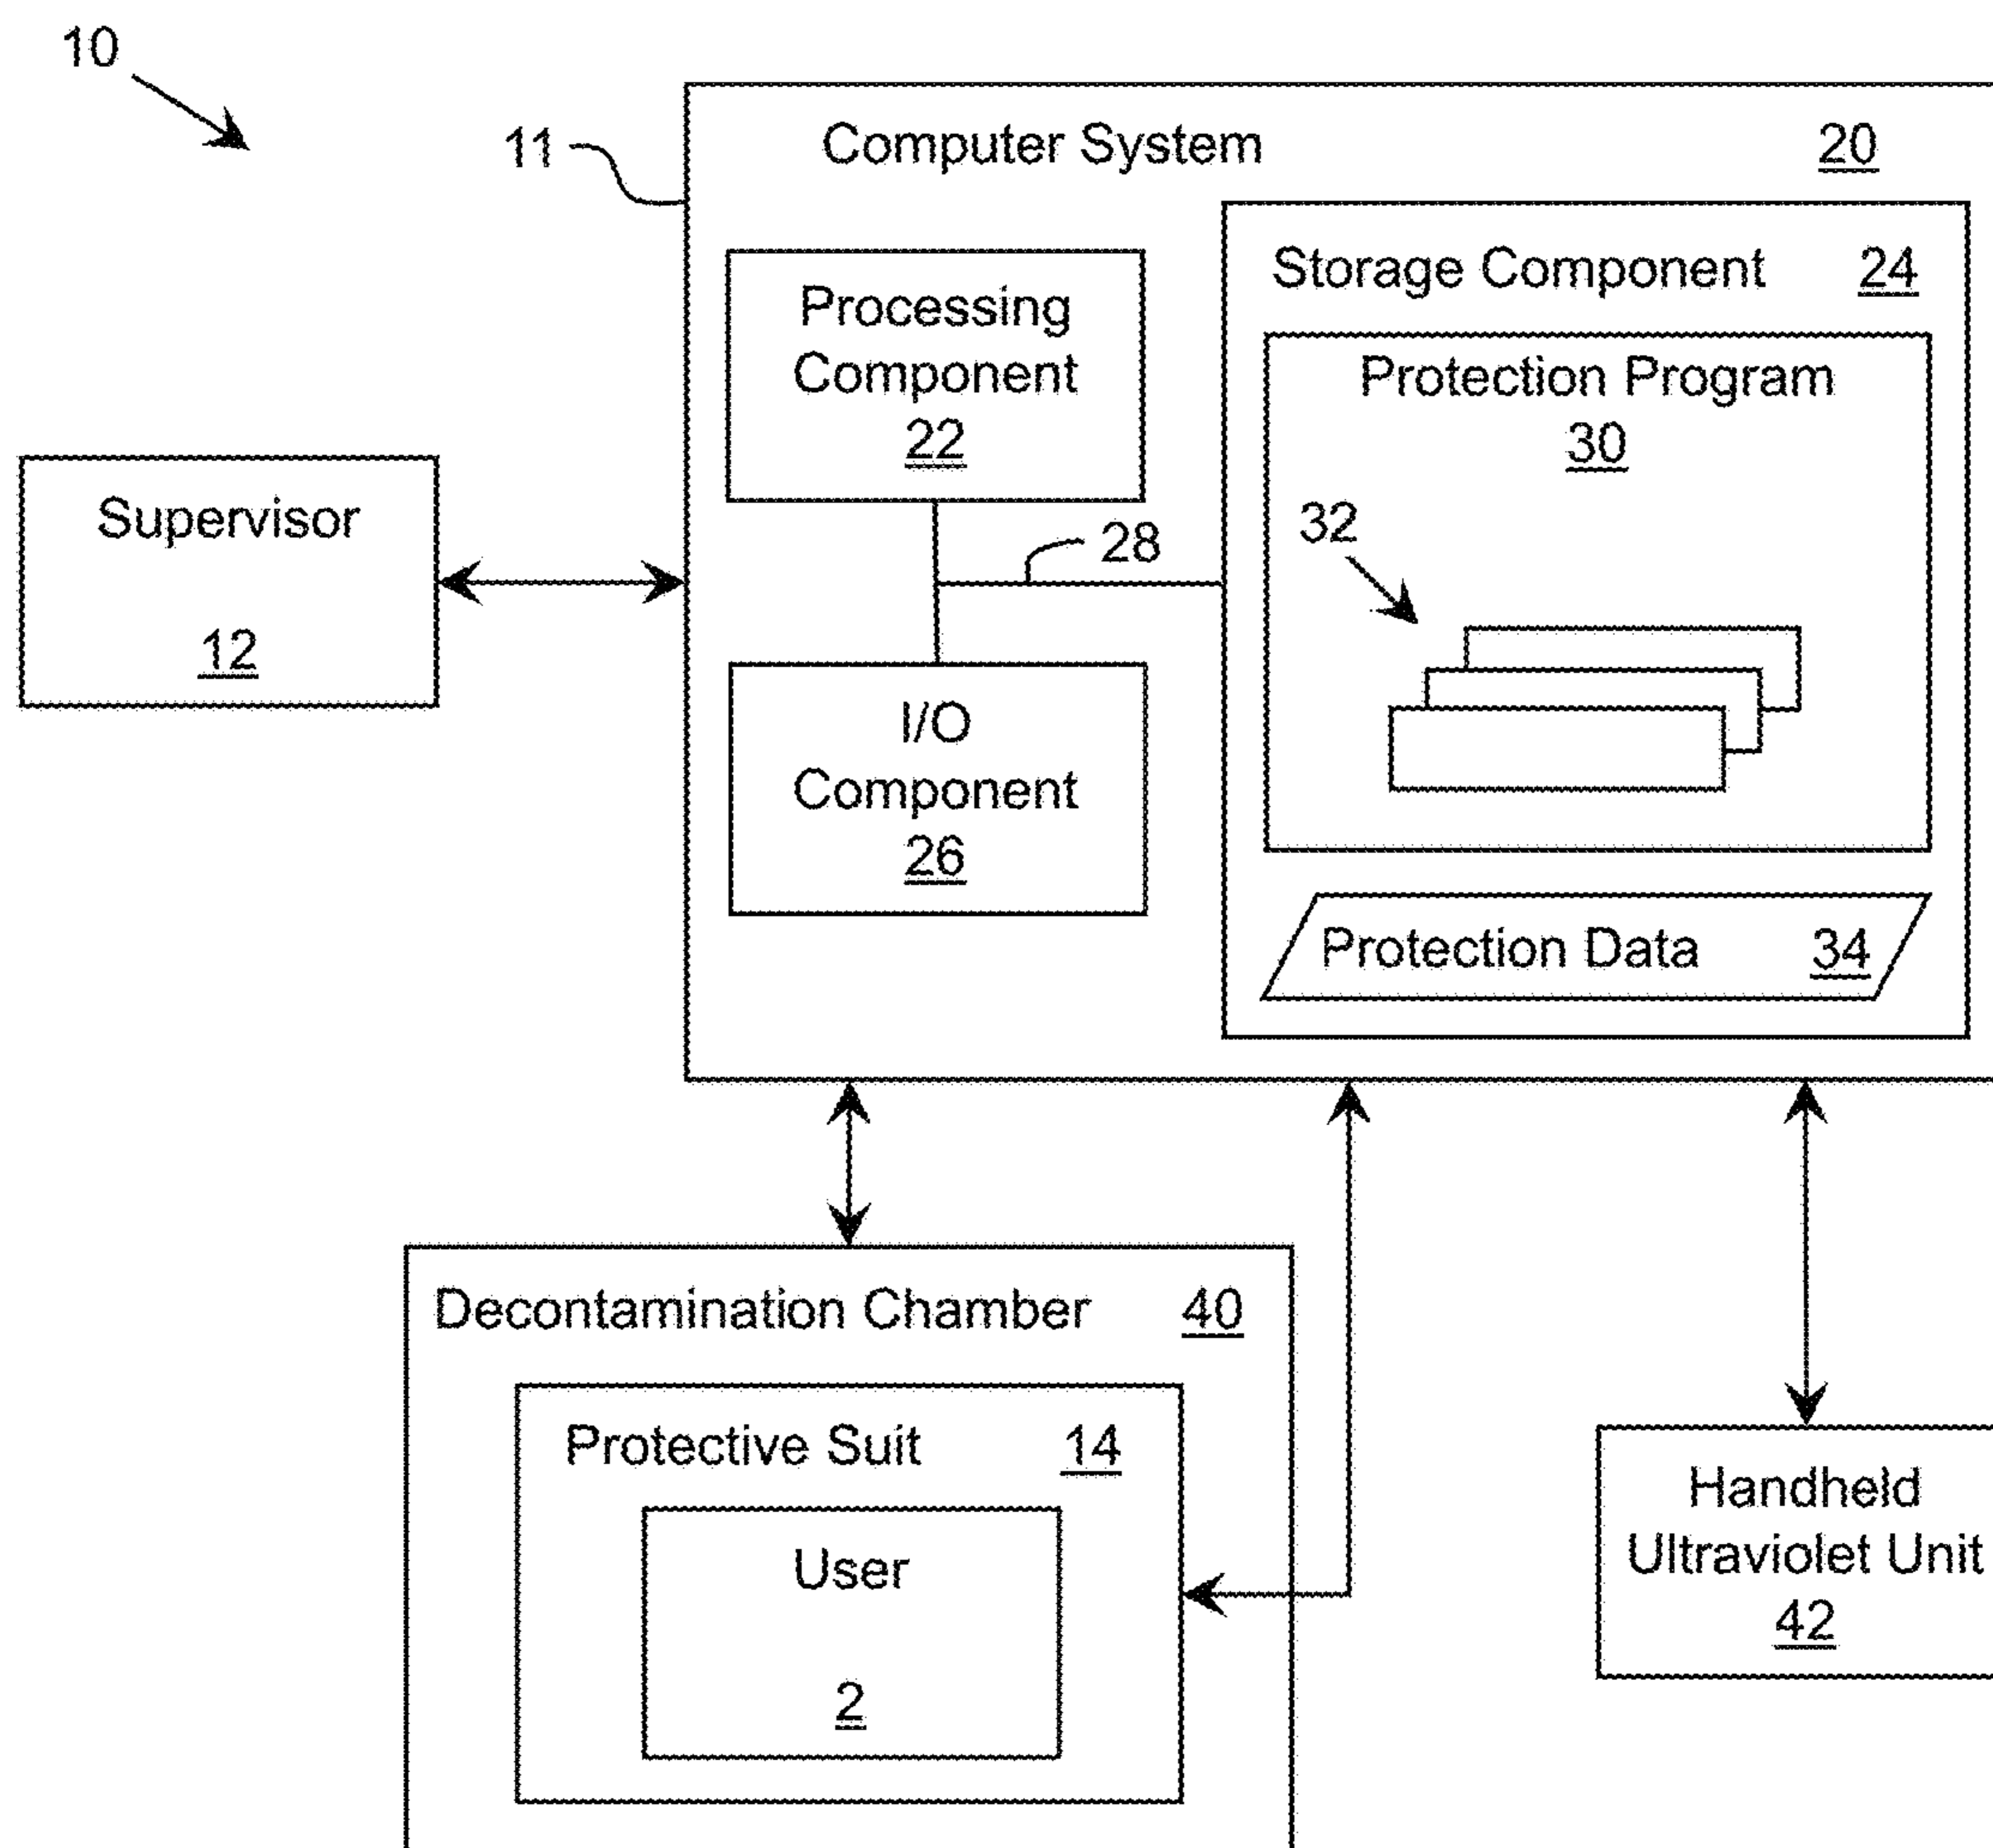 10
11
Computer System 20
Storage Component 24
Processing
Component
22
Protection Program
30
32
28
Supervisor
12
I/O
Component
26
Protection Data 34
Decontamination Chamber 40
Protective Suit 14
User
2
Handheld
Ultraviolet Unit
42